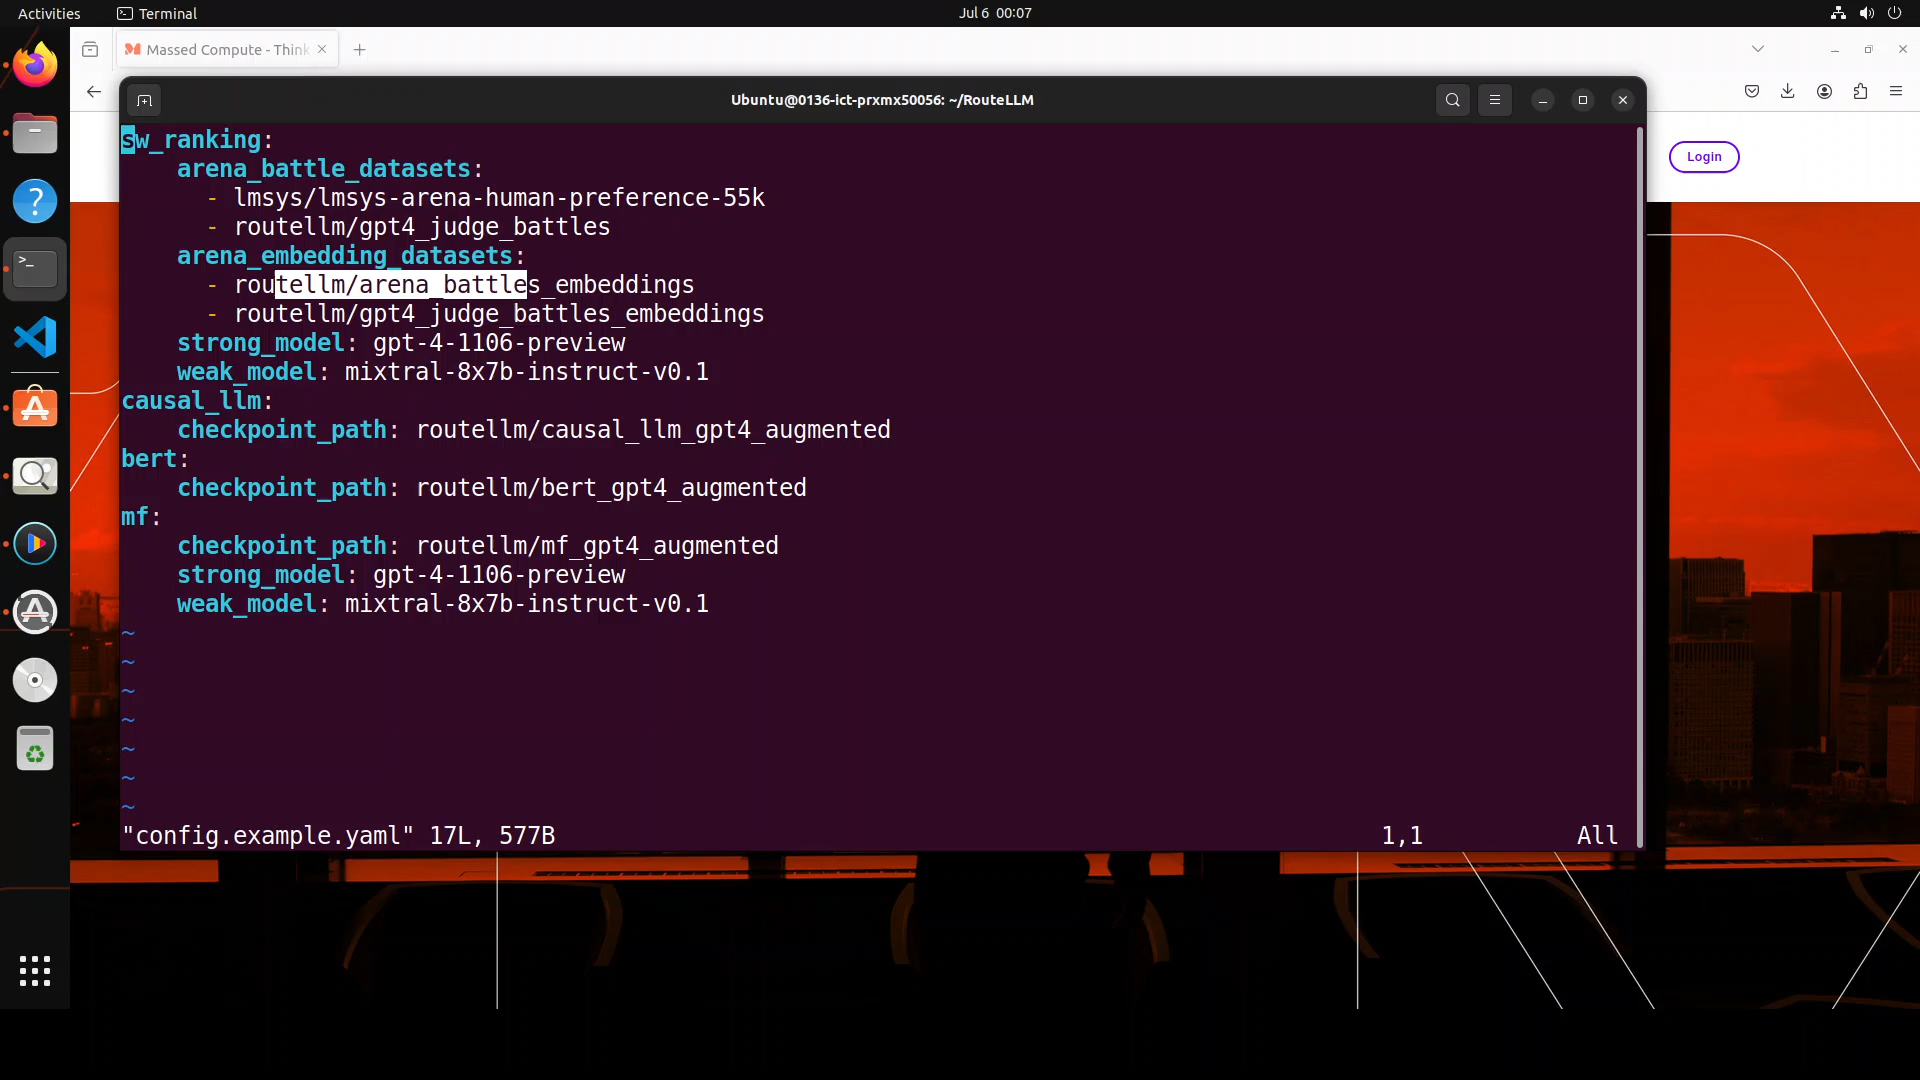 Activities
Terminal
Jul 6 00:07
Massed Compute - Think
Ubuntu@0136-ict-prxmx50056: ~/RouteLLM
Login
sw_ranking:
arena_battle_datasets:
- lmsys/lmsys-arena-human-preference-55k
- routellm/gpt4_judge_battles
arena_embedding_datasets:
- routellm/arena_battles_embeddings
- routellm/gpt4_judge_battles_embeddings
strong_model: gpt-4-1106-preview
weak_model: mixtral-8x7b-instruct-v0.1
causal_llm:
checkpoint_path: routellm/causal_llm_gpt4_augmented
bert:
checkpoint_path: routellm/bert_gpt4_augmented
mf:
checkpoint_path: routellm/mf_gpt4_augmented
strong_model: gpt-4-1106-preview
weak_model: mixtral-8x7b-instruct-v0.1
~
~
~
~
~
~
~
"config.example.yaml" 17L, 577B
1,1
All